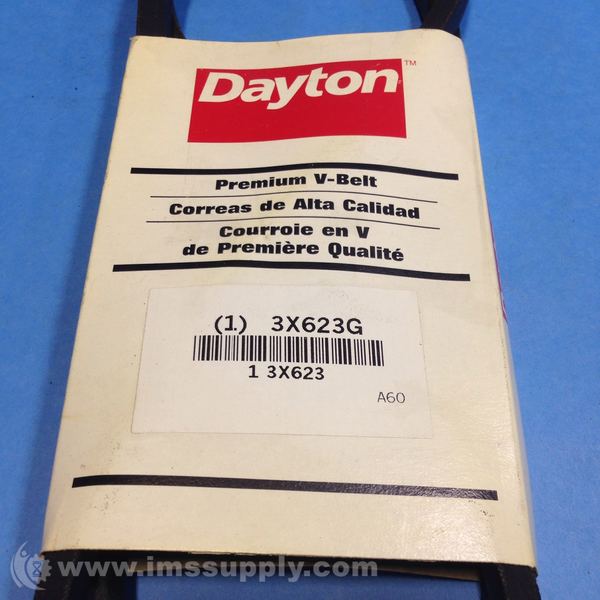 Dayton™
Premium V-Belt
Correas de Alta Calidad
Courroie en V
de Première Qualité
(1.) 3X623G
1 3X623
A60
www.imssupply.com